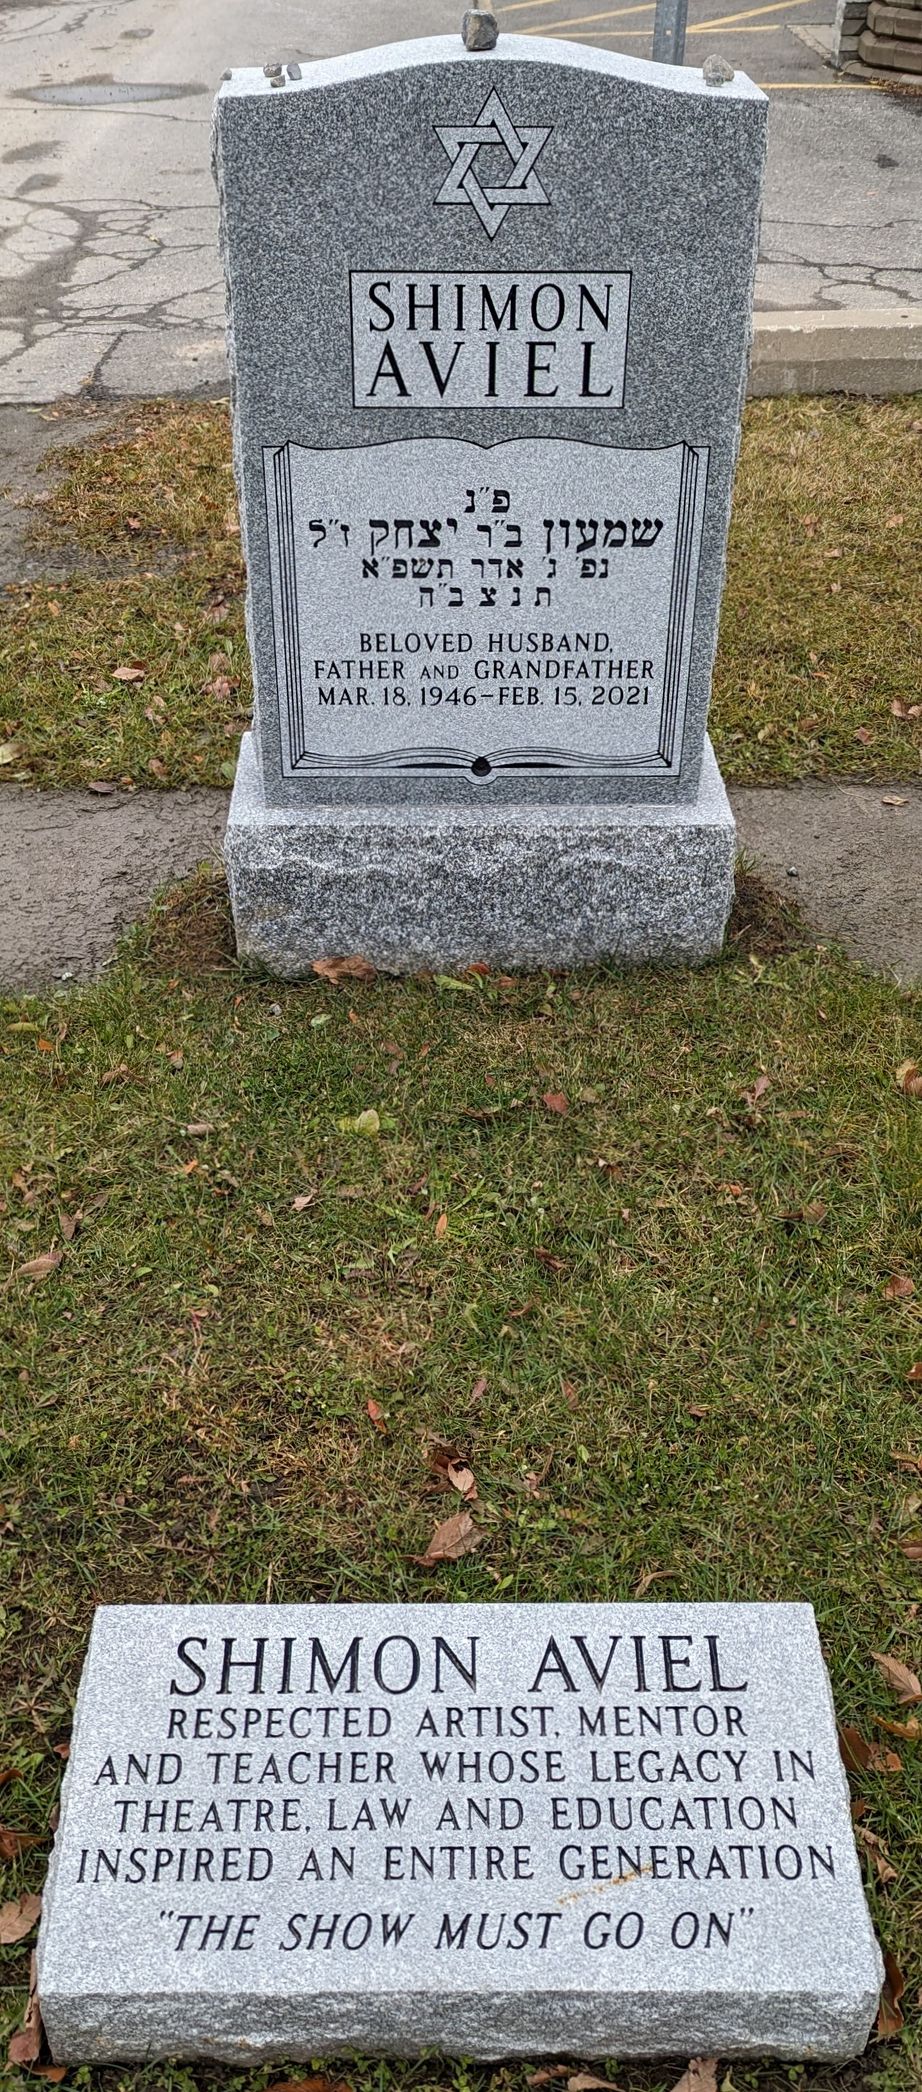 SHIMON
AVIEL
פ״נ
שמעון ב״ר יצחק ז״ל
נפ׳ ג׳ אדר תשפ״א
ת נ צ ב״ה
BELOVED HUSBAND,
FATHER AND GRANDFATHER
MAR. 18, 1946–FEB. 15, 2021
SHIMON AVIEL
RESPECTED ARTIST, MENTOR
AND TEACHER WHOSE LEGACY IN
THEATRE, LAW AND EDUCATION
INSPIRED AN ENTIRE GENERATION
"THE SHOW MUST GO ON"